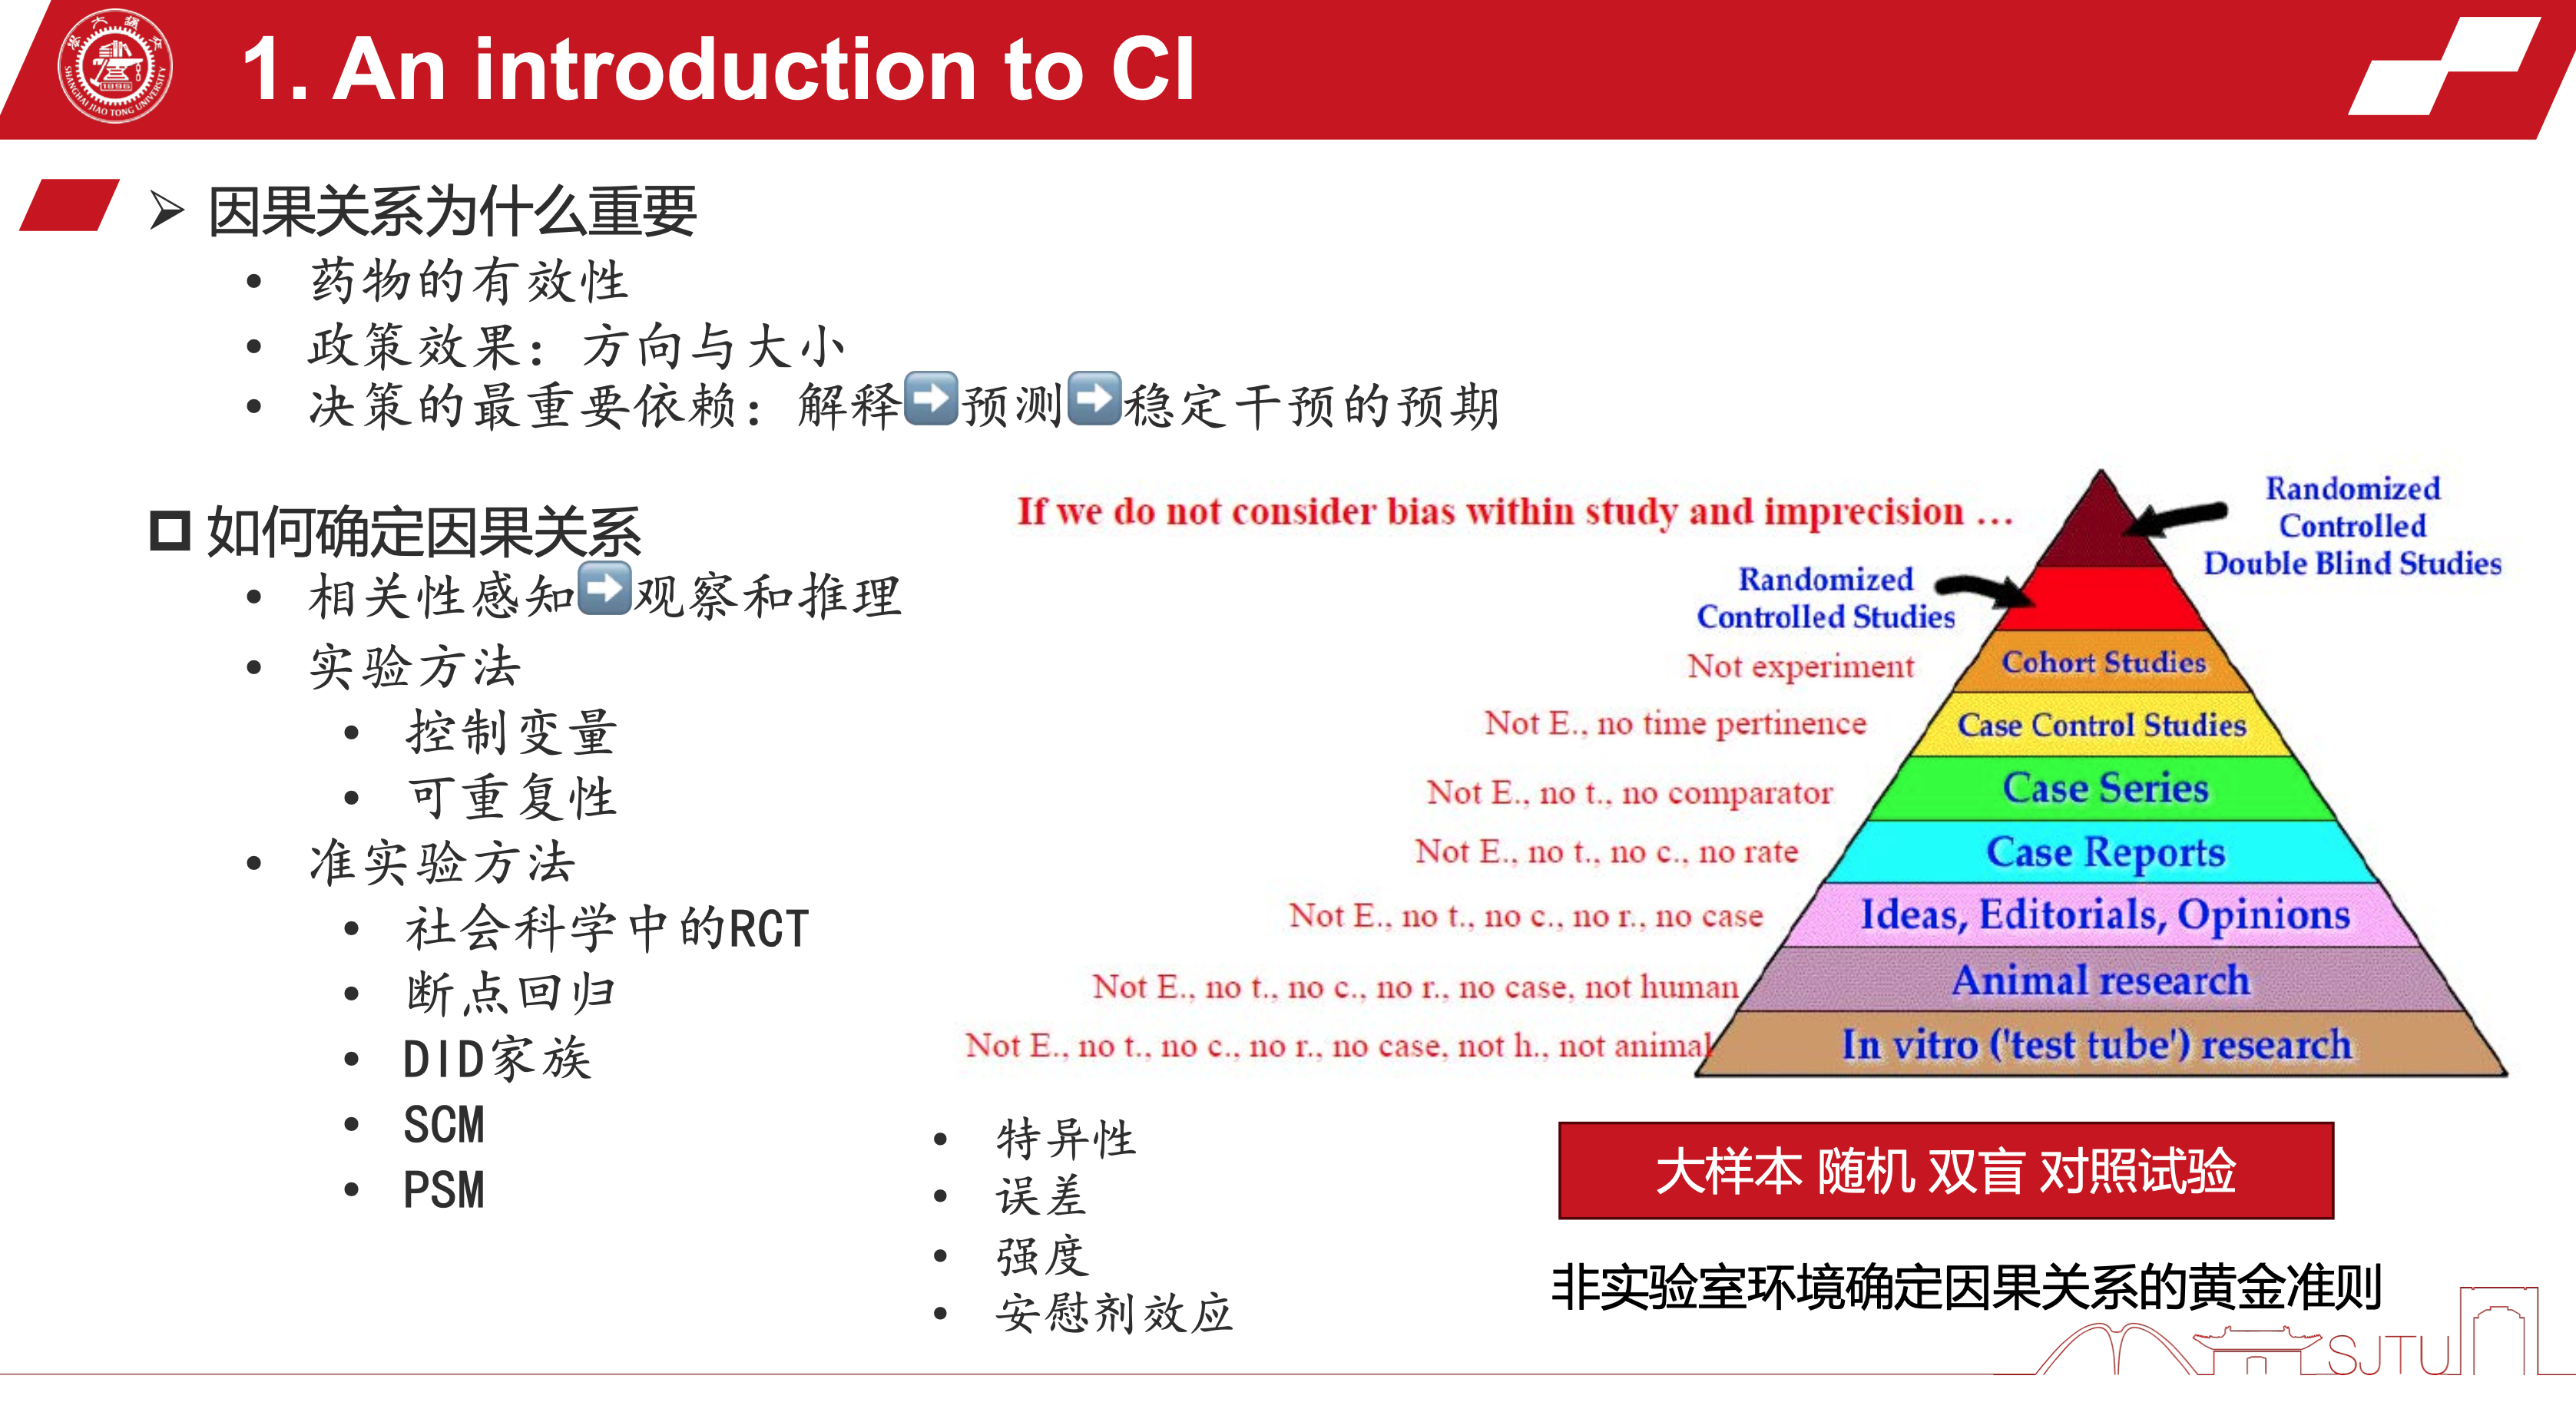 1. An introduction to CI
SHANGHAI JIAO TONG UNIVERSITY
1896
因果关系为什么重要
药物的有效性
政策效果：方向与大小
决策的最重要依赖：解释➡预测➡稳定干预的预期
如何确定因果关系
相关性感知➡观察和推理
实验方法
控制变量
可重复性
准实验方法
社会科学中的RCT
断点回归
DID家族
SCM
PSM
If we do not consider bias within study and imprecision ...
Randomized
Controlled
Double Blind Studies
Randomized
Controlled Studies
Not experiment
Cohort Studies
Not E., no time pertinence
Case Control Studies
Not E., no t., no comparator
Case Series
Not E., no t., no c., no rate
Case Reports
Not E., no t., no c., no r., no case
Ideas, Editorials, Opinions
Not E., no t., no c., no r., no case, not human
Animal research
Not E., no t., no c., no r., no case, not h., not animal
In vitro ('test tube') research
特异性
误差
强度
安慰剂效应
大样本 随机 双盲 对照试验
非实验室环境确定因果关系的黄金准则
SJTU